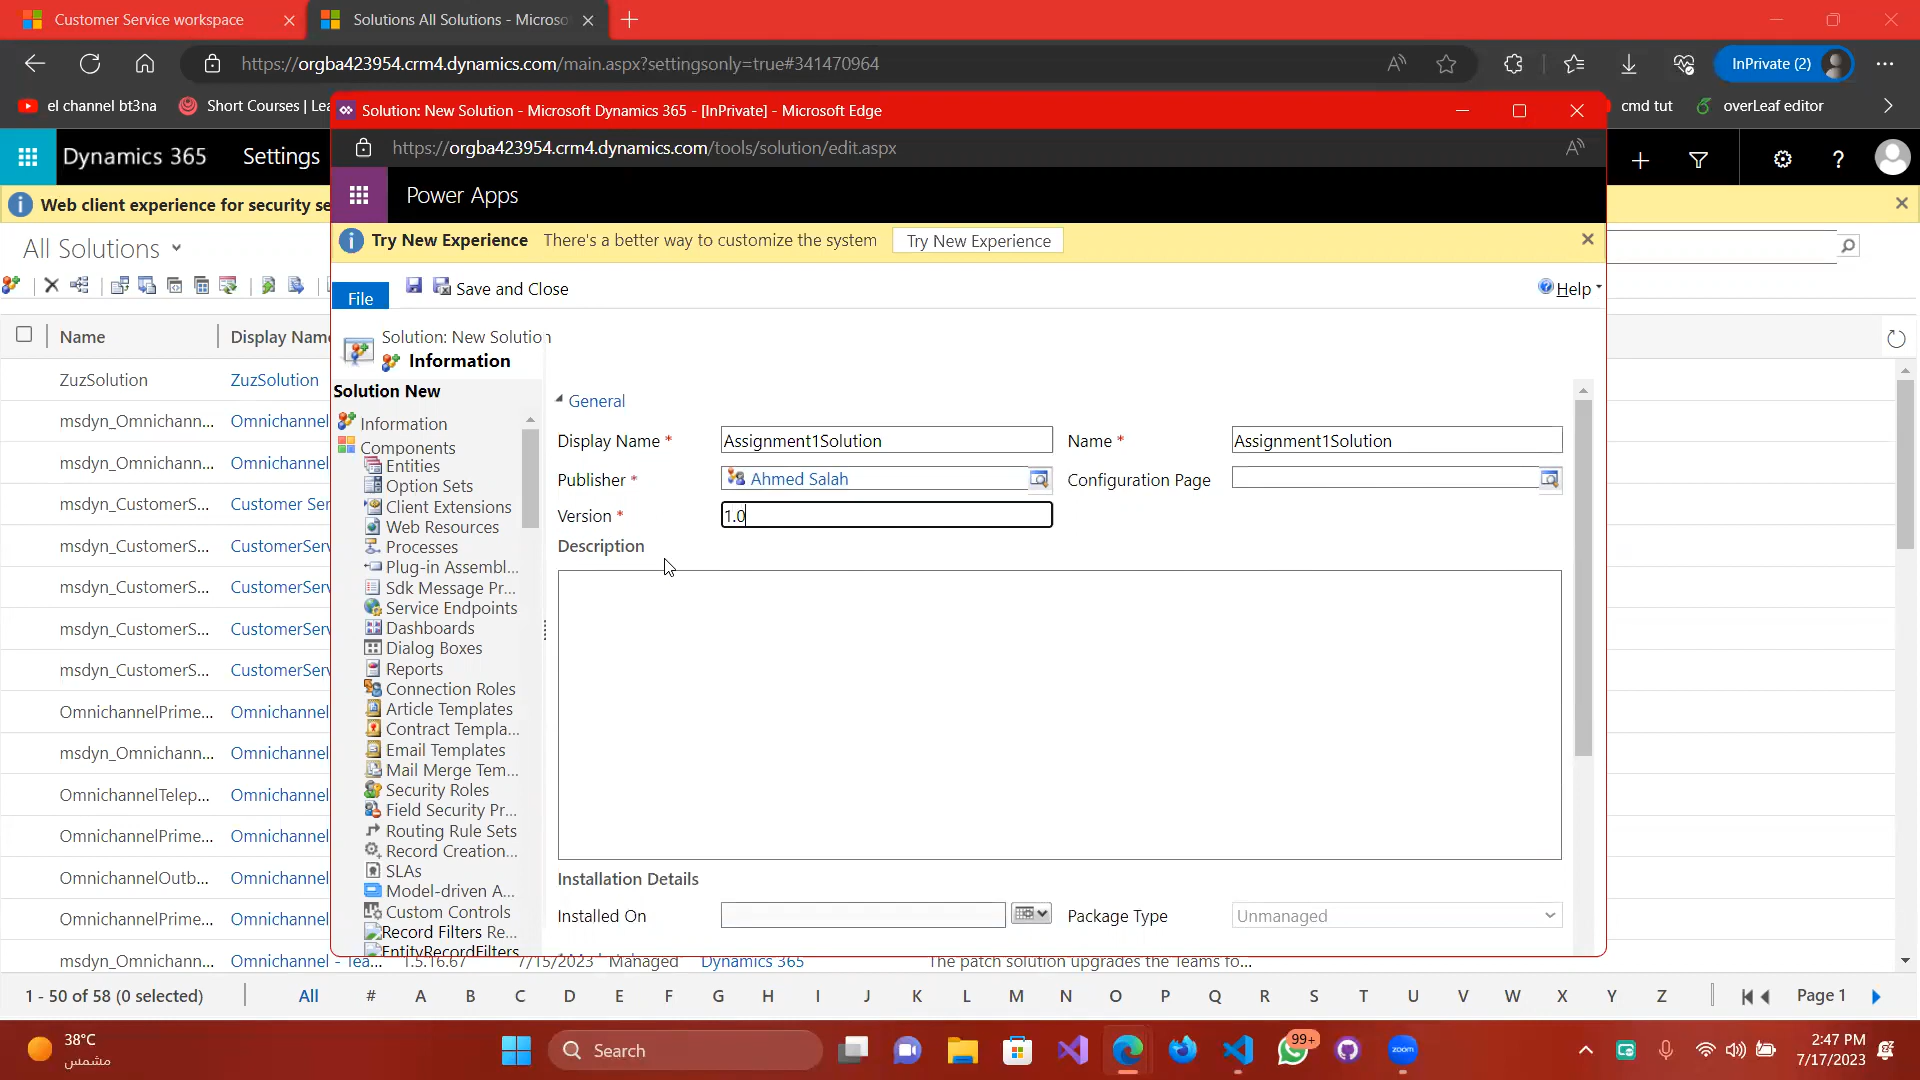 Customer Service workspace
Solutions All Solutions - Microso
https://orgba423954.crm4.dynamics.com/main.aspx?settingsonly=true#341470964
InPrivate (2)
el channel bt3na
Short Courses | Lea
cmd tut
overLeaf editor
Solution: New Solution - Microsoft Dynamics 365 - [InPrivate] - Microsoft Edge
https://orgba423954.crm4.dynamics.com/tools/solution/edit.aspx
Dynamics 365
Settings
Power Apps
Web client experience for security se
Try New Experience There's a better way to customize the system
Try New Experience
All Solutions
File
Save and Close
Help
Solution: New Solution
Information
Solution New
Information
Components
Entities
Option Sets
Client Extensions
Web Resources
Processes
Plug-in Assembl...
Sdk Message Pr...
Service Endpoints
Dashboards
Dialog Boxes
Reports
Connection Roles
Article Templates
Contract Templa...
Email Templates
Mail Merge Tem...
Security Roles
Field Security Pr...
Routing Rule Sets
Record Creation...
SLAs
Model-driven A...
Custom Controls
Record Filters Re...
EntityRecordFilters
General
Display Name *
Assignment1Solution
Name *
Assignment1Solution
Publisher *
Ahmed Salah
Configuration Page
Version *
1.0
Description
Installation Details
Installed On
Package Type
Unmanaged
Name
Display Name
ZuzSolution
ZuzSolution
msdyn_Omnichann...
Omnichannel
msdyn_Omnichann...
Omnichannel
msdyn_CustomerS...
Customer Serv
msdyn_CustomerS...
CustomerServ
msdyn_CustomerS...
CustomerServ
msdyn_CustomerS...
CustomerServ
msdyn_CustomerS...
CustomerServ
OmnichannelPrime...
Omnichannel
msdyn_Omnichann...
Omnichannel
OmnichannelTelep...
Omnichannel
OmnichannelPrime...
Omnichannel
OmnichannelOutb...
Omnichannel
OmnichannelPrime...
Omnichannel
msdyn_Omnichann...
Omnichannel - Tea...
1.5.16.67
7/15/2023
Managed
Dynamics 365
The patch solution upgrades the Teams fo...
1 - 50 of 58 (0 selected)
All # A B C D E F G H I J K L M N O P Q R S T U V W X Y Z
Page 1
38°C
مشمس
Search
99+
zoom
2:47 PM
7/17/2023